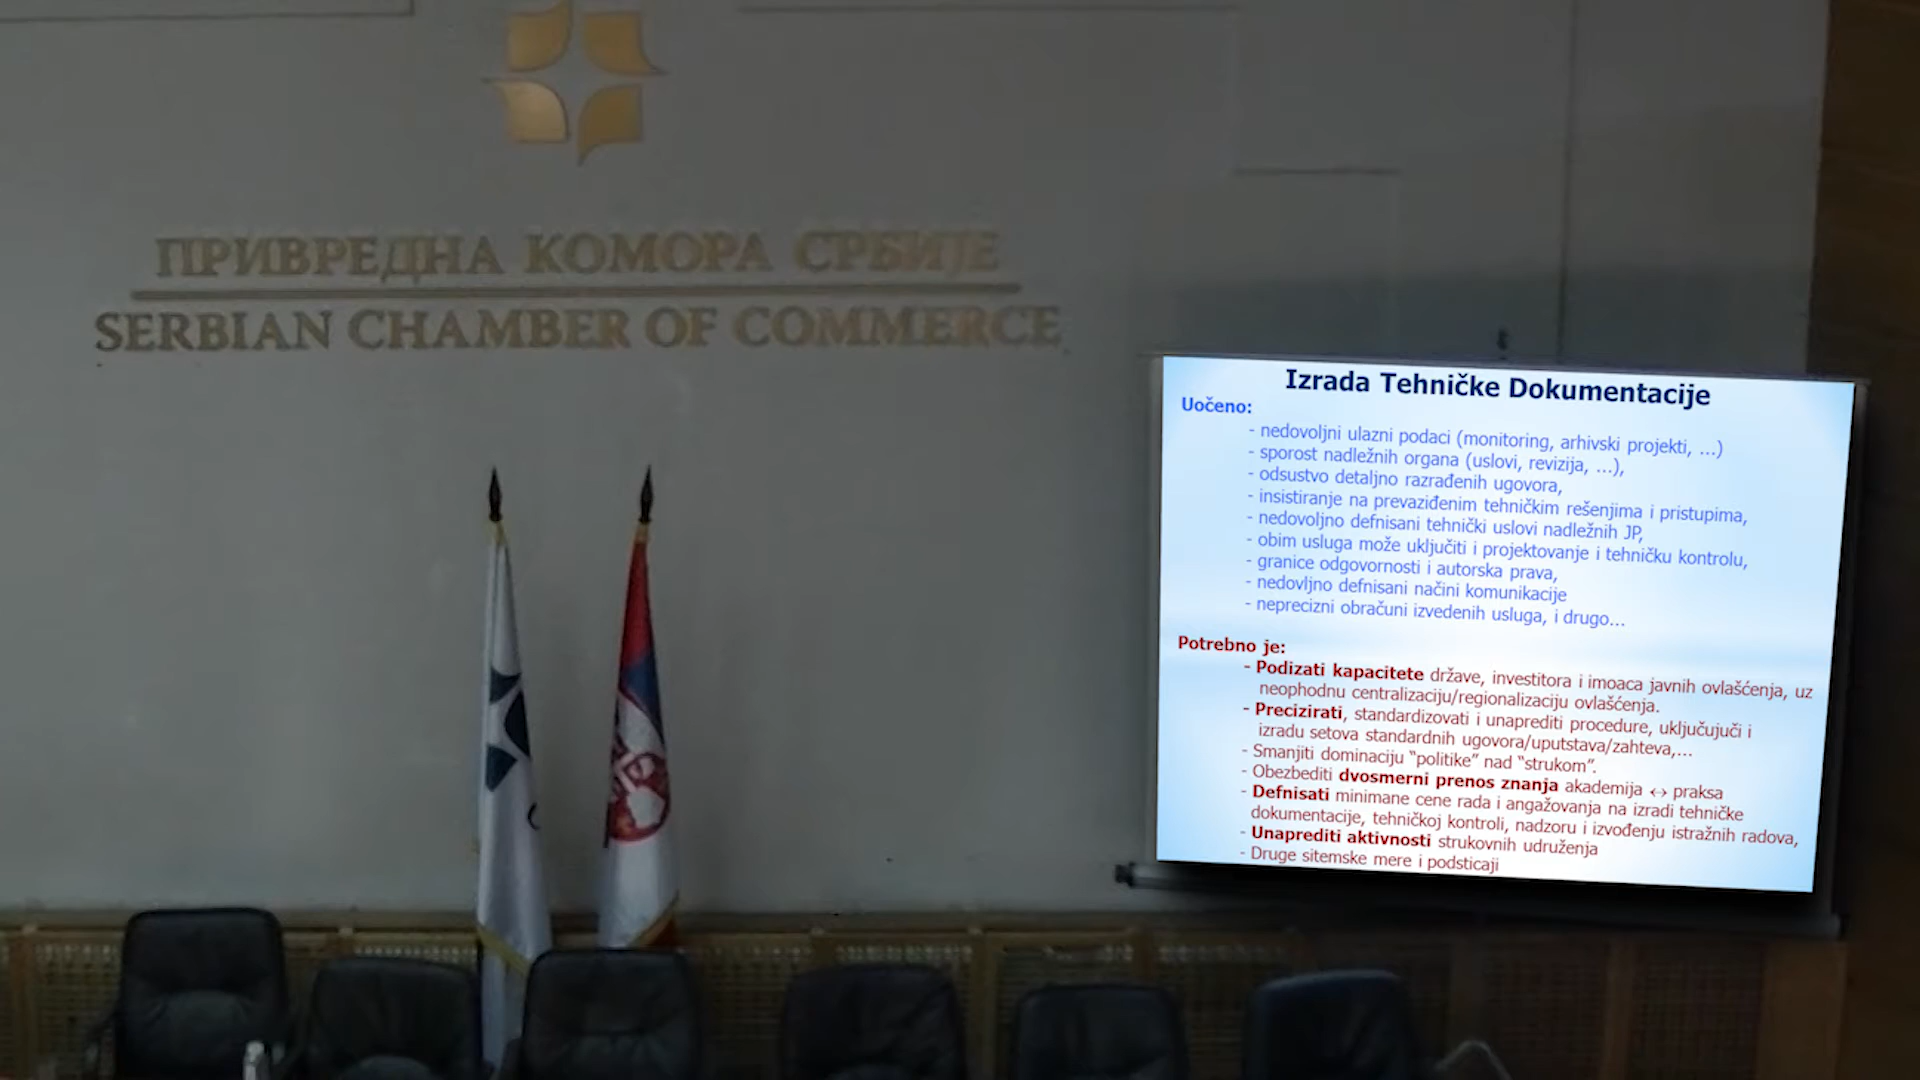 ПРИВРЕДНА КОМОРА СРБИЈЕ
SERBIAN CHAMBER OF COMMERCE
Izrada Tehničke Dokumentacije
Uočeno:
- nedovoljni ulazni podaci (monitoring, arhivski projekti, ...)
- sporost nadležnih organa (uslovi, revizija, ...),
- odsustvo detaljno razrađenih ugovora,
- insistiranje na prevaziđenim tehničkim rešenjima i pristupima,
- nedovoljno defnisani tehnički uslovi nadležnih JP,
- obim usluga može uključiti i projektovanje i tehničku kontrolu,
- granice odgovornosti i autorska prava,
- nedovljno defnisani načini komunikacije
- neprecizni obračuni izvedenih usluga, i drugo...
Potrebno je:
- Podizati kapacitete države, investitora i imoaca javnih ovlašćenja, uz
neophodnu centralizaciju/regionalizaciju ovlašćenja.
- Precizirati, standardizovati i unaprediti procedure, uključujuči i
izradu setova standardnih ugovora/uputstava/zahteva,...
- Smanjiti dominaciju “politike” nad “strukom”.
- Obezbediti dvosmerni prenos znanja akademija ↔ praksa
- Defnisati minimane cene rada i angažovanja na izradi tehničke
dokumentacije, tehničkoj kontroli, nadzoru i izvođenju istražnih radova,
- Unaprediti aktivnosti strukovnih udruženja
- Druge sitemske mere i podsticaji